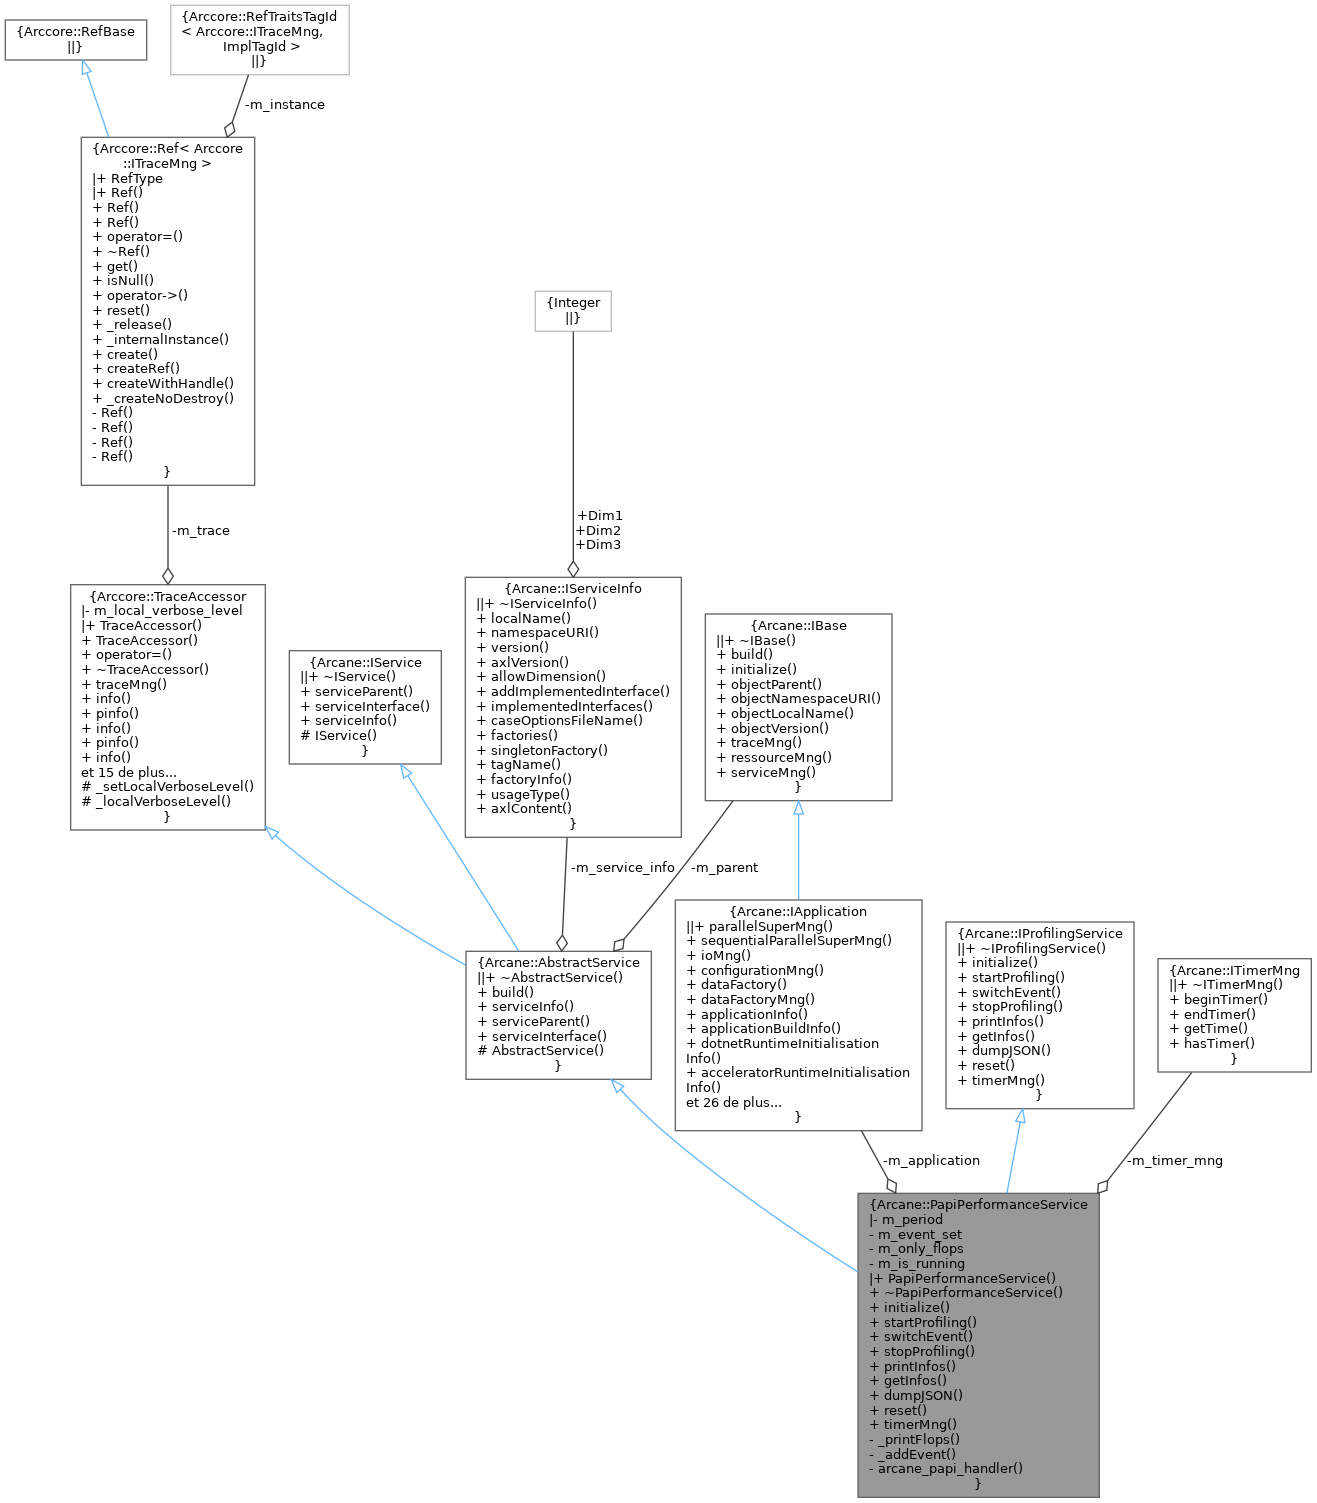 {Arccore::RefBase
||}
{Arccore::RefTraitsTagId
< Arccore::ITraceMng,
ImplTagId >
||}
-m_instance
{Arccore::Ref< Arccore
::ITraceMng >
|+ RefType
|+ Ref()
+ Ref()
+ Ref()
+ operator=()
+ ~Ref()
+ get()
+ isNull()
+ operator->()
+ reset()
+ _release()
+ _internalInstance()
+ create()
+ createRef()
+ createWithHandle()
+ _createNoDestroy()
- Ref()
- Ref()
- Ref()
- Ref()
}
-m_trace
{Integer
||}
+Dim1
+Dim2
+Dim3
{Arccore::TraceAccessor
|- m_local_verbose_level
|+ TraceAccessor()
+ TraceAccessor()
+ operator=()
+ ~TraceAccessor()
+ traceMng()
+ info()
+ pinfo()
+ info()
+ pinfo()
+ info()
et 15 de plus...
# _setLocalVerboseLevel()
# _localVerboseLevel()
}
{Arcane::IService
||+ ~IService()
+ serviceParent()
+ serviceInterface()
+ serviceInfo()
# IService()
}
{Arcane::IServiceInfo
||+ ~IServiceInfo()
+ localName()
+ namespaceURI()
+ version()
+ axlVersion()
+ allowDimension()
+ addImplementedInterface()
+ implementedInterfaces()
+ caseOptionsFileName()
+ factories()
+ singletonFactory()
+ tagName()
+ factoryInfo()
+ usageType()
+ axlContent()
}
{Arcane::IBase
||+ ~IBase()
+ build()
+ initialize()
+ objectParent()
+ objectNamespaceURI()
+ objectLocalName()
+ objectVersion()
+ traceMng()
+ ressourceMng()
+ serviceMng()
}
-m_service_info
-m_parent
{Arcane::AbstractService
||+ ~AbstractService()
+ build()
+ serviceInfo()
+ serviceParent()
+ serviceInterface()
# AbstractService()
}
{Arcane::IApplication
||+ parallelSuperMng()
+ sequentialParallelSuperMng()
+ ioMng()
+ configurationMng()
+ dataFactory()
+ dataFactoryMng()
+ applicationInfo()
+ applicationBuildInfo()
+ dotnetRuntimeInitialisation
Info()
+ acceleratorRuntimeInitialisation
Info()
et 26 de plus...
}
{Arcane::IProfilingService
||+ ~IProfilingService()
+ initialize()
+ startProfiling()
+ switchEvent()
+ stopProfiling()
+ printInfos()
+ getInfos()
+ dumpJSON()
+ reset()
+ timerMng()
}
{Arcane::ITimerMng
||+ ~ITimerMng()
+ beginTimer()
+ endTimer()
+ getTime()
+ hasTimer()
}
-m_application
-m_timer_mng
{Arcane::PapiPerformanceService
|- m_period
- m_event_set
- m_only_flops
- m_is_running
|+ PapiPerformanceService()
+ ~PapiPerformanceService()
+ initialize()
+ startProfiling()
+ switchEvent()
+ stopProfiling()
+ printInfos()
+ getInfos()
+ dumpJSON()
+ reset()
+ timerMng()
- _printFlops()
- _addEvent()
- arcane_papi_handler()
}